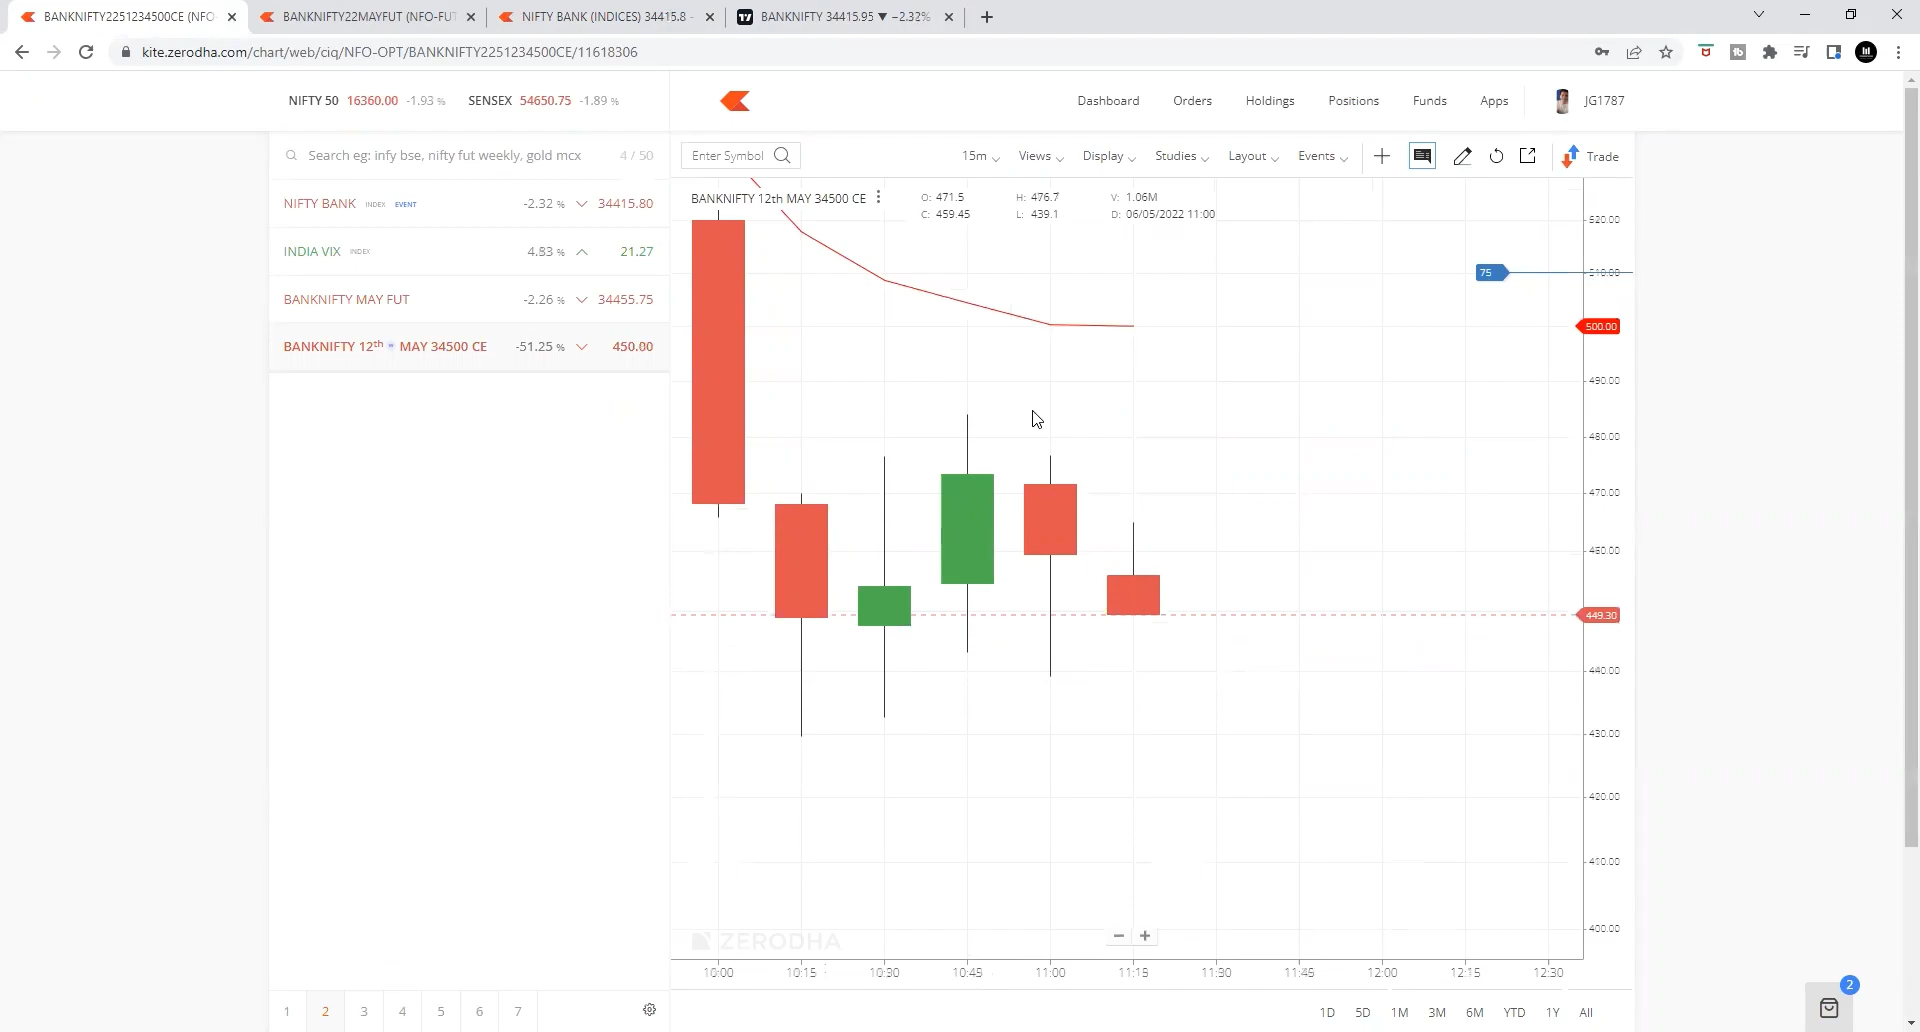 BANKNIFTY2251234500CE (NFO-
BANKNIFTY22MAYFUT (NFO-FUT
NIFTY BANK (INDICES) 34415.8 -
BANKNIFTY 34415.95 ▼ −2.32%
kite.zerodha.com/chart/web/ciq/NFO-OPT/BANKNIFTY2251234500CE/11618306
NIFTY 50 16360.00 -1.93 %
SENSEX 54650.75 -1.89 %
Dashboard Orders Holdings Positions Funds Apps JG1787
Search eg: infy bse, nifty fut weekly, gold mcx 4 / 50
NIFTY BANK INDEX EVENT -2.32 % 34415.80
INDIA VIX INDEX % 21.27
BANKNIFTY MAY FUT -2.26 % 34455.75
BANKNIFTY 12th w MAY 34500 CE -51.25 % 450.00
1 2 3 4 5 6 7
Enter Symbol
15m Views Display Studies Layout Events Trade
BANKNIFTY 12th MAY 34500 CE
O: 471.5 H: 476.7 V: 1.06M
C: 459.45 L: 439.1 D: 06/05/2022 11:00
520.00
75
510.00
500.00
490.00
480.00
470.00
460.00
449.30
440.00
430.00
420.00
410.00
400.00
ZERODHA
− +
10:00 10:15 10:30 10:45 11:00 11:15 11:30 11:45 12:00 12:15 12:30
1D 5D 1M 3M 6M YTD 1Y All
2